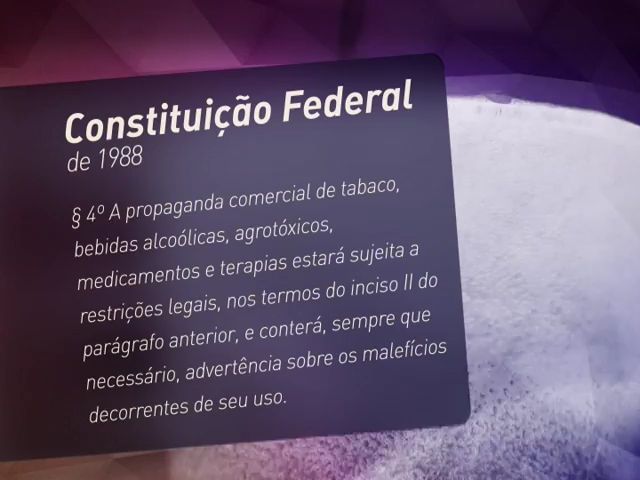 Constituição Federal
de 1988
§ 4º A propaganda comercial de tabaco,
bebidas alcoólicas, agrotóxicos,
medicamentos e terapias estará sujeita a
restrições legais, nos termos do inciso II do
parágrafo anterior, e conterá, sempre que
necessário, advertência sobre os malefícios
decorrentes de seu uso.